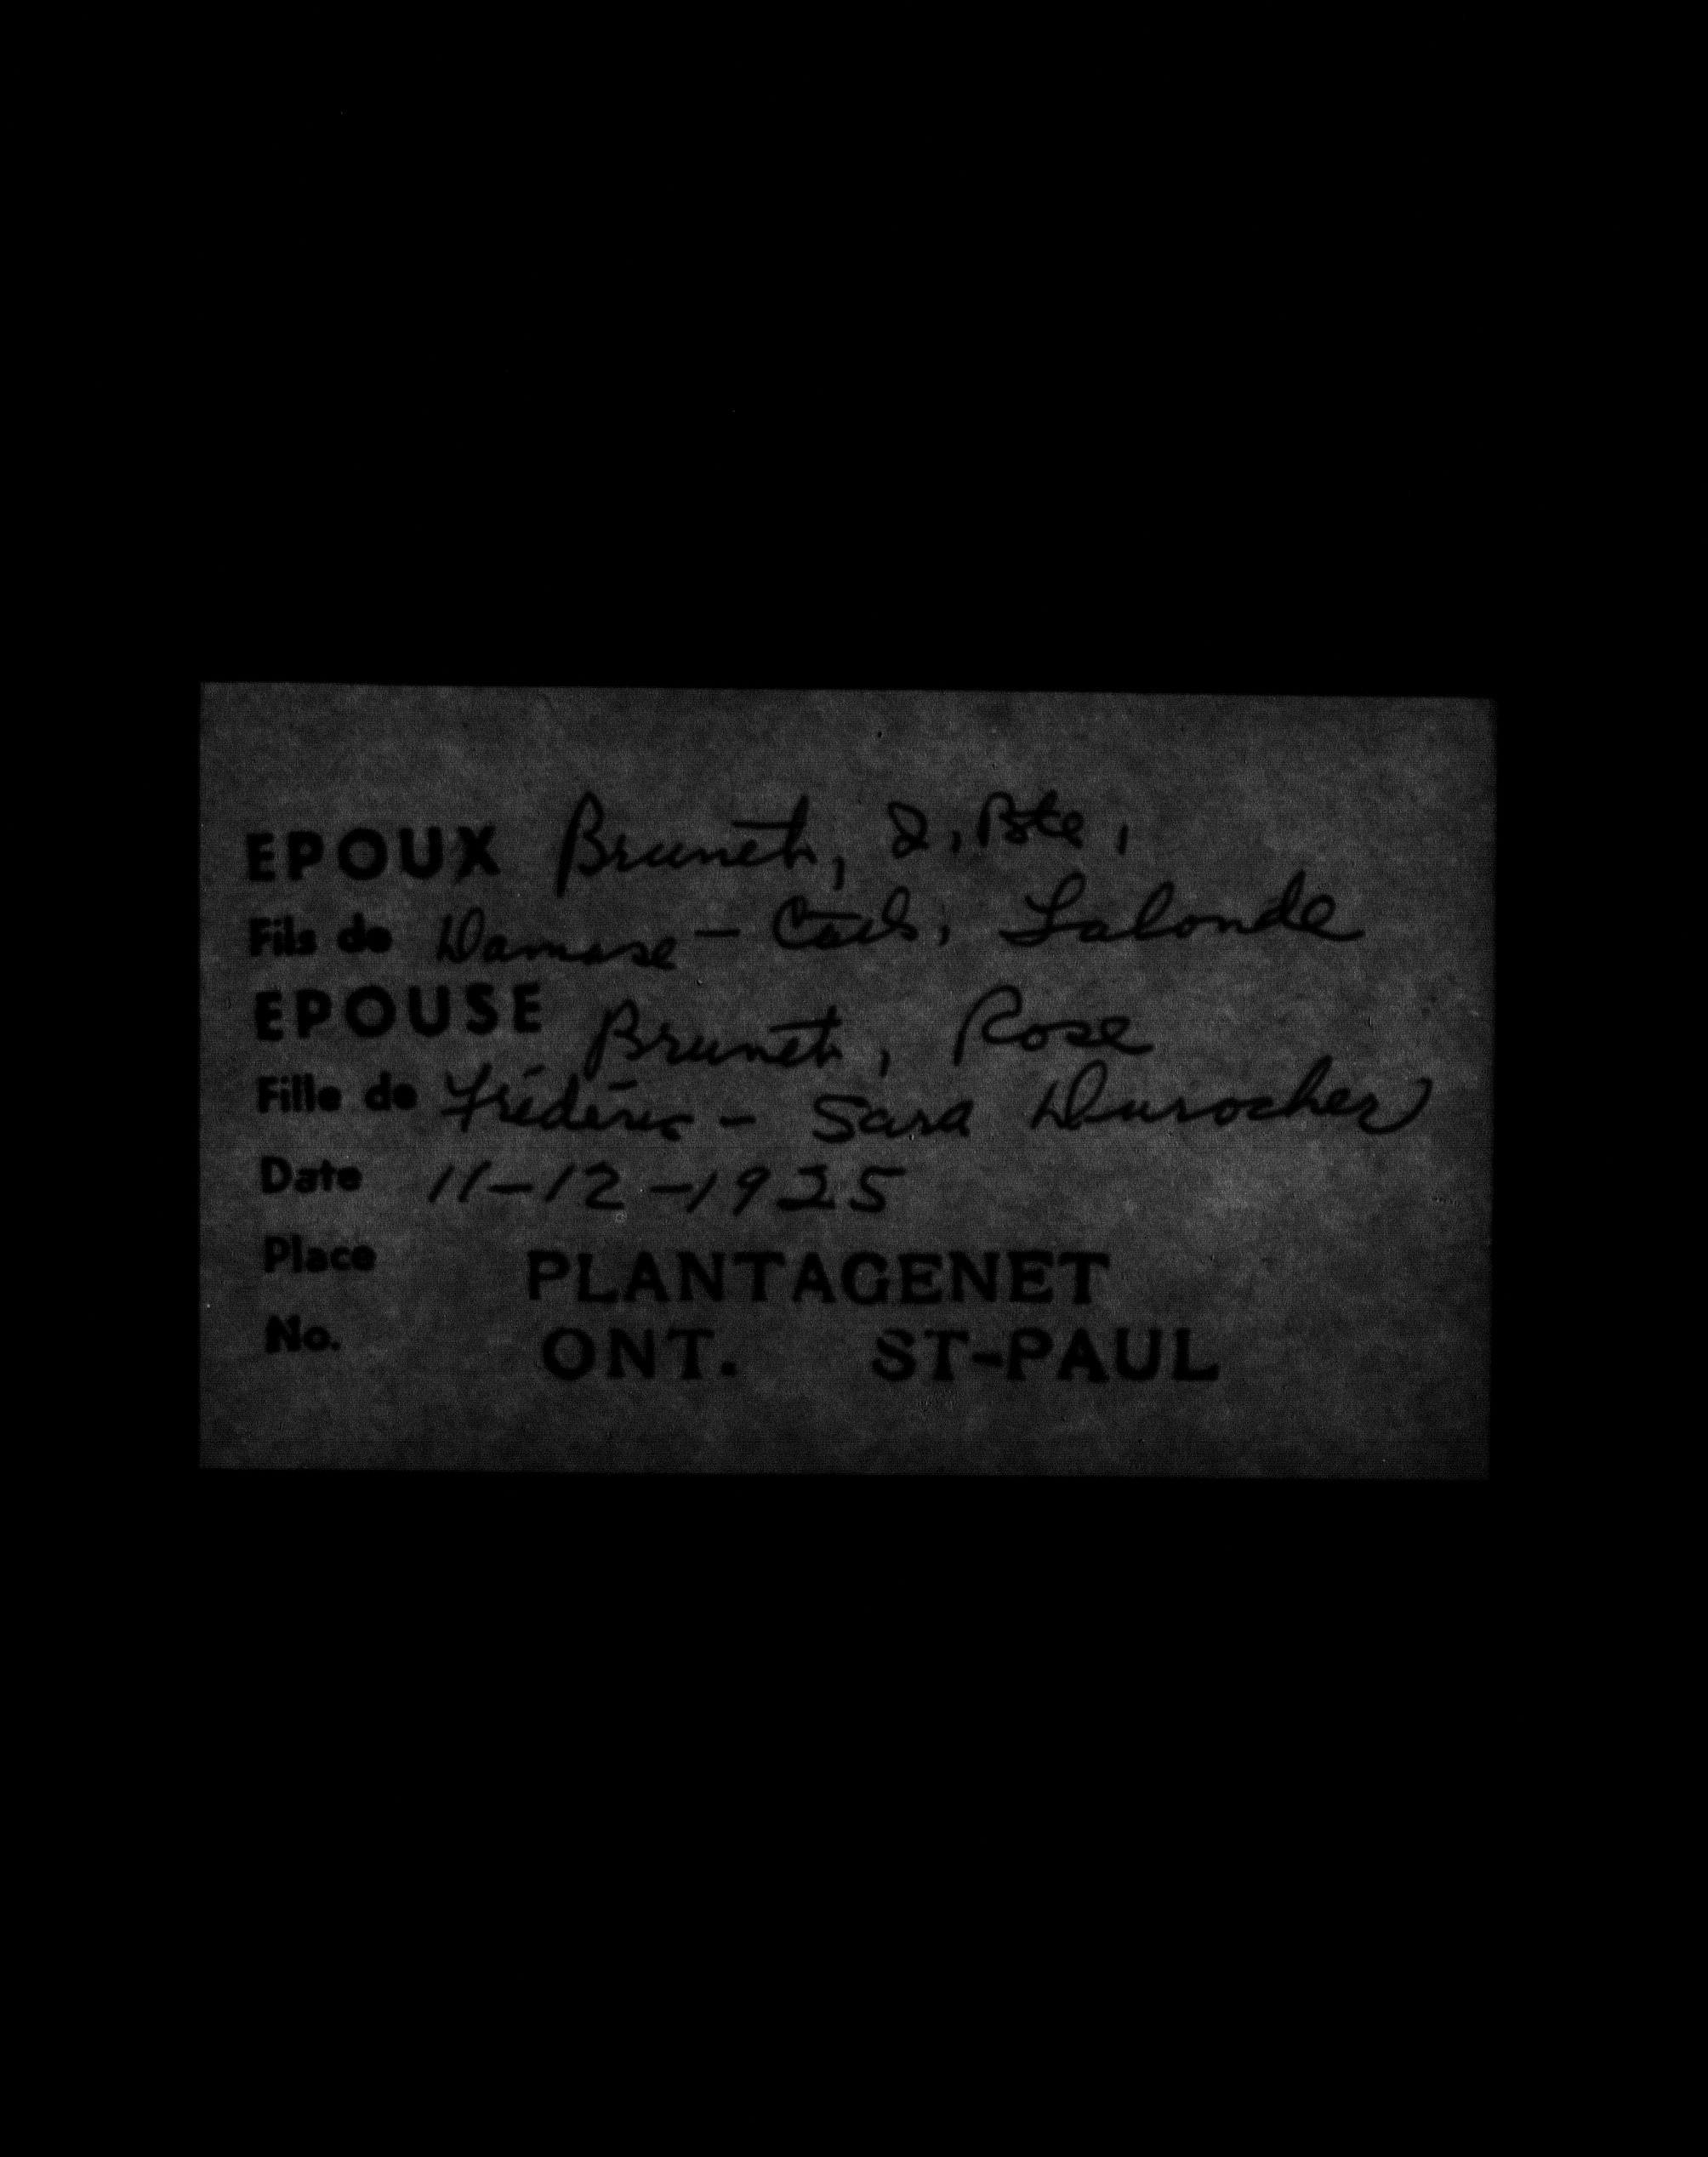 EPOUX Brunet, J. Bte,
Fils de Damase - Cath. Lalonde
EPOUSE Brunet, Rose
Fille de Frédéric - Sara Durocher
Date 11-12-1925
Place PLANTAGENET
No. ONT. ST-PAUL